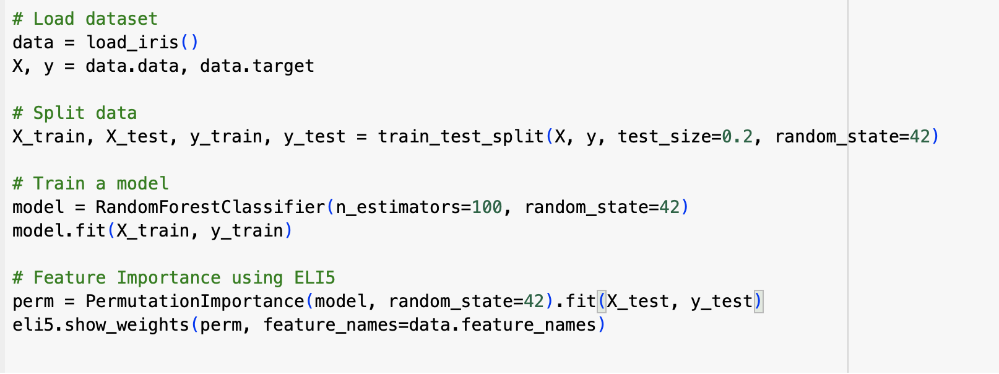 # Load dataset
data = load_iris()
X, y = data.data, data.target
# Split data
X_train, X_test, y_train, y_test = train_test_split(X, y, test_size=0.2, random_state=42)
# Train a model
model = RandomForestClassifier(n_estimators=100, random_state=42)
model.fit(X_train, y_train)
# Feature Importance using ELI5
perm = PermutationImportance(model, random_state=42).fit(X_test, y_test)
eli5.show_weights(perm, feature_names=data.feature_names)